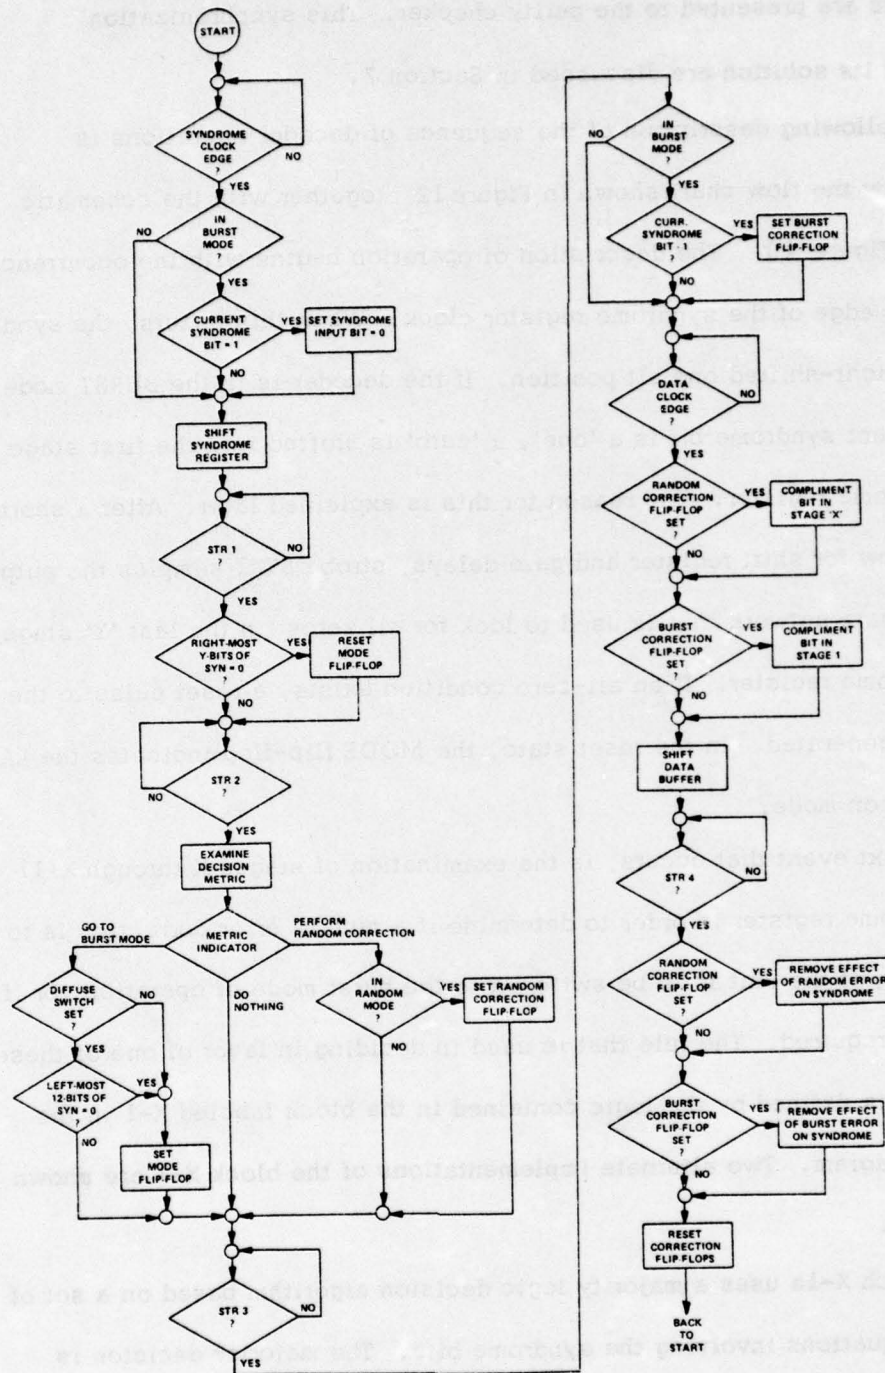 START
SYNDROME
CLOCK
EDGE
?
NO
YES
IN
BURST
MODE
?
NO
YES
CURRENT
SYNDROME
BIT = 1
?
YES
SET SYNDROME
INPUT BIT = 0
NO
SHIFT
SYNDROME
REGISTER
STR 1
?
NO
YES
RIGHT-MOST
Y-BITS OF
SYN = 0
?
YES
RESET
MODE
FLIP-FLOP
NO
STR 2
?
NO
YES
EXAMINE
DECISION
METRIC
METRIC
INDICATOR
GO TO
BURST MODE
PERFORM
RANDOM CORRECTION
DO
NOTHING
DIFFUSE
SWITCH
SET
?
NO
YES
LEFT-MOST
12-BITS OF
SYN = 0
?
YES
NO
SET
MODE
FLIP-FLOP
IN
RANDOM
MODE
?
YES
SET RANDOM
CORRECTION
FLIP-FLOP
NO
STR 3
?
NO
YES
IN
BURST
MODE
?
NO
YES
CURR.
SYNDROME
BIT = 1
?
YES
SET BURST
CORRECTION
FLIP-FLOP
NO
DATA
CLOCK
EDGE
?
NO
YES
RANDOM
CORRECTION
FLIP-FLOP
SET
?
YES
COMPLIMENT
BIT IN
STAGE 'X'
NO
BURST
CORRECTION
FLIP-FLOP
SET
?
YES
COMPLIMENT
BIT IN
STAGE 1
NO
SHIFT
DATA
BUFFER
STR 4
?
NO
YES
RANDOM
CORRECTION
FLIP-FLOP
SET
?
YES
REMOVE EFFECT
OF RANDOM ERROR
ON SYNDROME
NO
BURST
CORRECTION
FLIP-FLOP
SET
?
YES
REMOVE EFFECT
OF BURST ERROR
ON SYNDROME
NO
RESET
CORRECTION
FLIP-FLOPS
BACK
TO
START